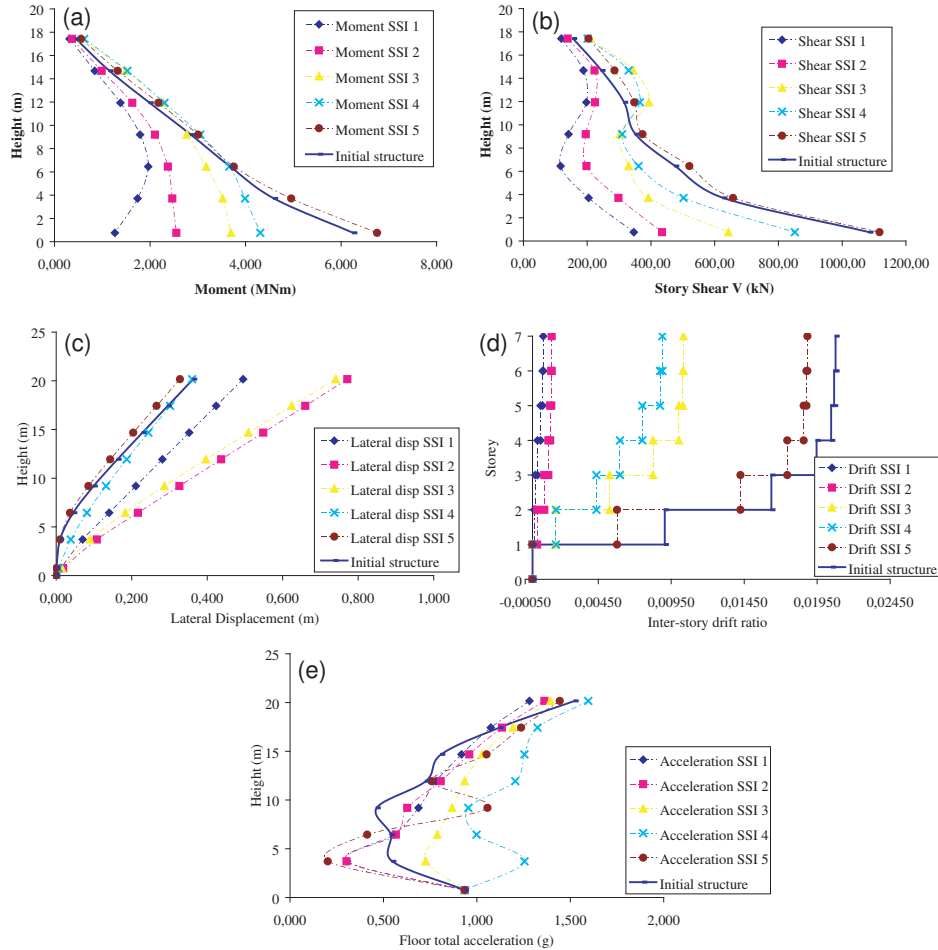 (a)
Height (m)
20
18
16
14
12
10
8
6
4
2
0
0,000 2,000 4,000 6,000 8,000
Moment (MNm)
Moment SSI 1
Moment SSI 2
Moment SSI 3
Moment SSI 4
Moment SSI 5
Initial structure
(b)
Height (m)
20
18
16
14
12
10
8
6
4
2
0
0,00 200,00 400,00 600,00 800,00 1000,00 1200,00
Story Shear V (kN)
Shear SSI 1
Shear SSI 2
Shear SSI 3
Shear SSI 4
Shear SSI 5
Initial structure
(c)
Height (m)
25
20
15
10
5
0
0,000 0,200 0,400 0,600 0,800 1,000
Lateral Displacement (m)
Lateral disp SSI 1
Lateral disp SSI 2
Lateral disp SSI 3
Lateral disp SSI 4
Lateral disp SSI 5
Initial structure
(d)
Storey
7
6
5
4
3
2
1
0
-0,00050 0,00450 0,00950 0,01450 0,01950 0,02450
Inter-story drift ratio
Drift SSI 1
Drift SSI 2
Drift SSI 3
Drift SSI 4
Drift SSI 5
Initial structure
(e)
Height (m)
25
20
15
10
5
0
0,000 0,500 1,000 1,500 2,000
Floor total acceleration (g)
Acceleration SSI 1
Acceleration SSI 2
Acceleration SSI 3
Acceleration SSI 4
Acceleration SSI 5
Initial structure